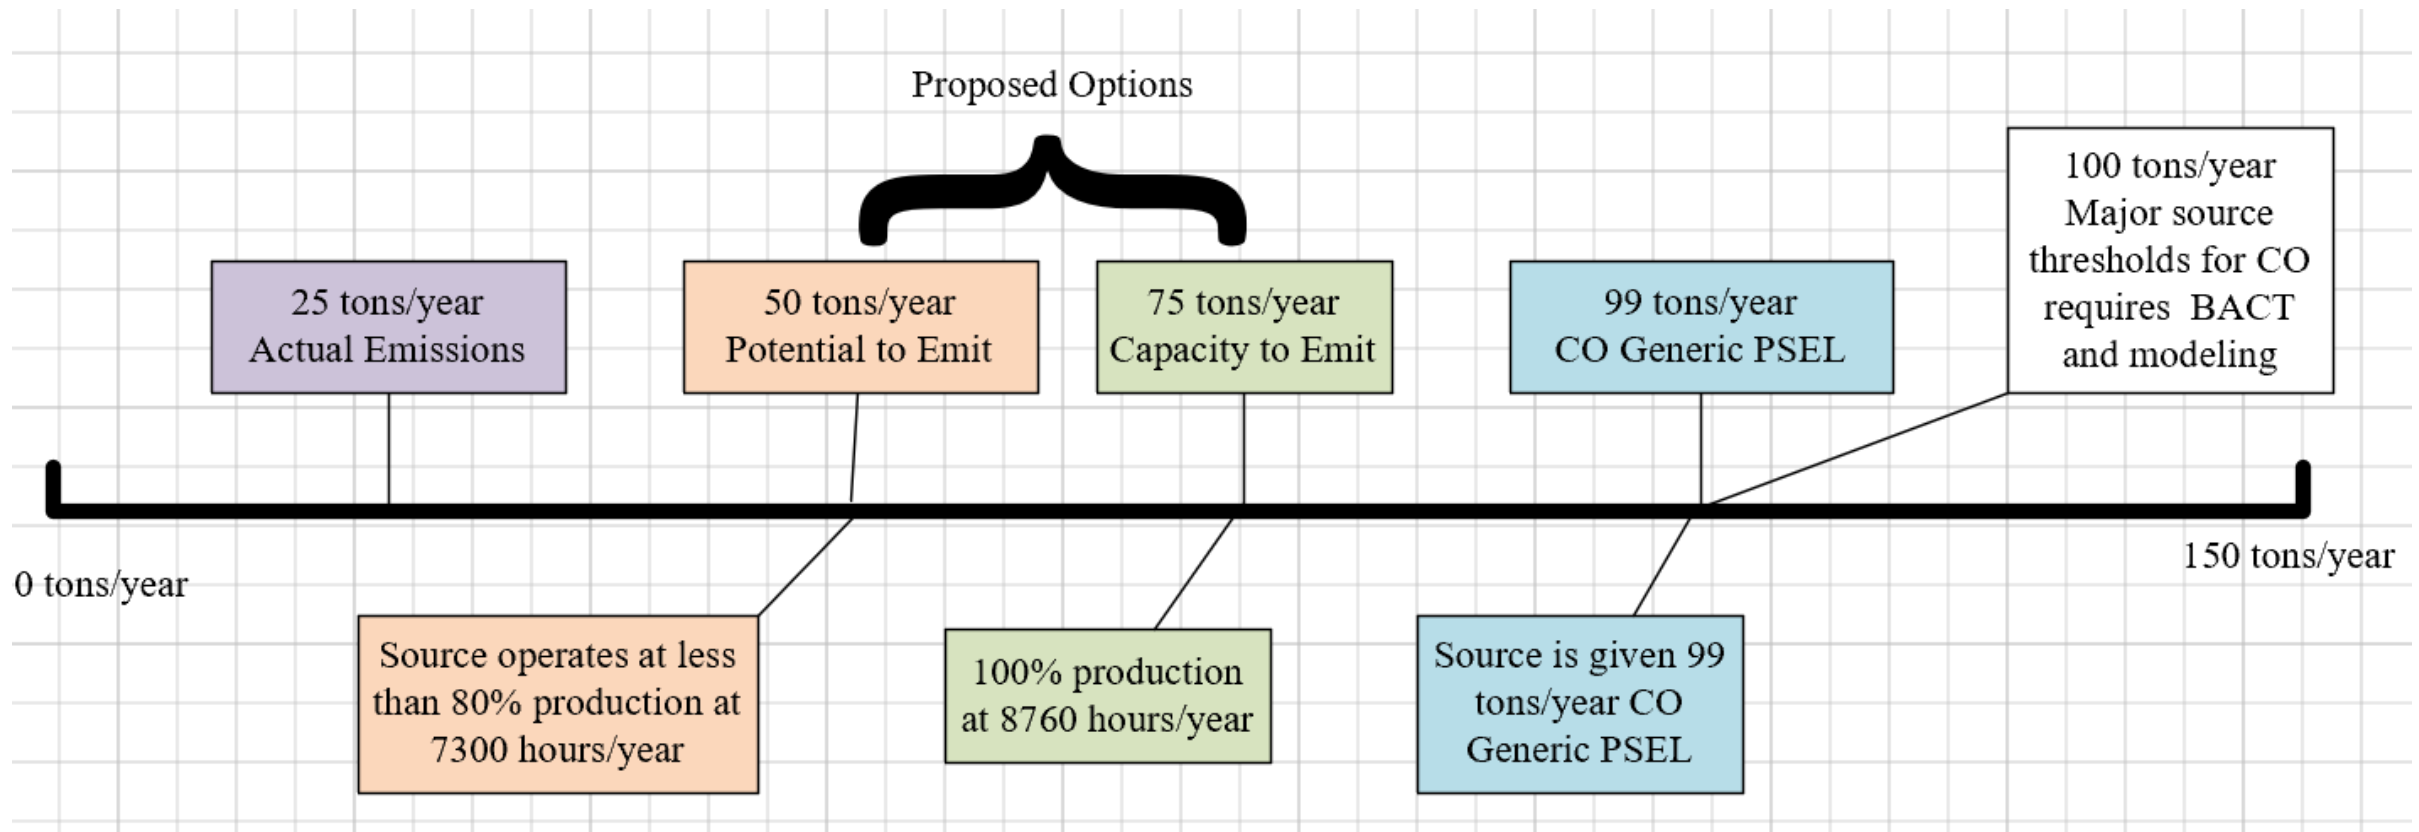 Proposed Options
25 tons/year
Actual Emissions
50 tons/year
Potential to Emit
75 tons/year
Capacity to Emit
99 tons/year
CO Generic PSEL
100 tons/year
Major source
thresholds for CO
requires  BACT
and modeling
0 tons/year
150 tons/year
Source operates at less
than 80% production at
7300 hours/year
100% production
at 8760 hours/year
Source is given 99
tons/year CO
Generic PSEL